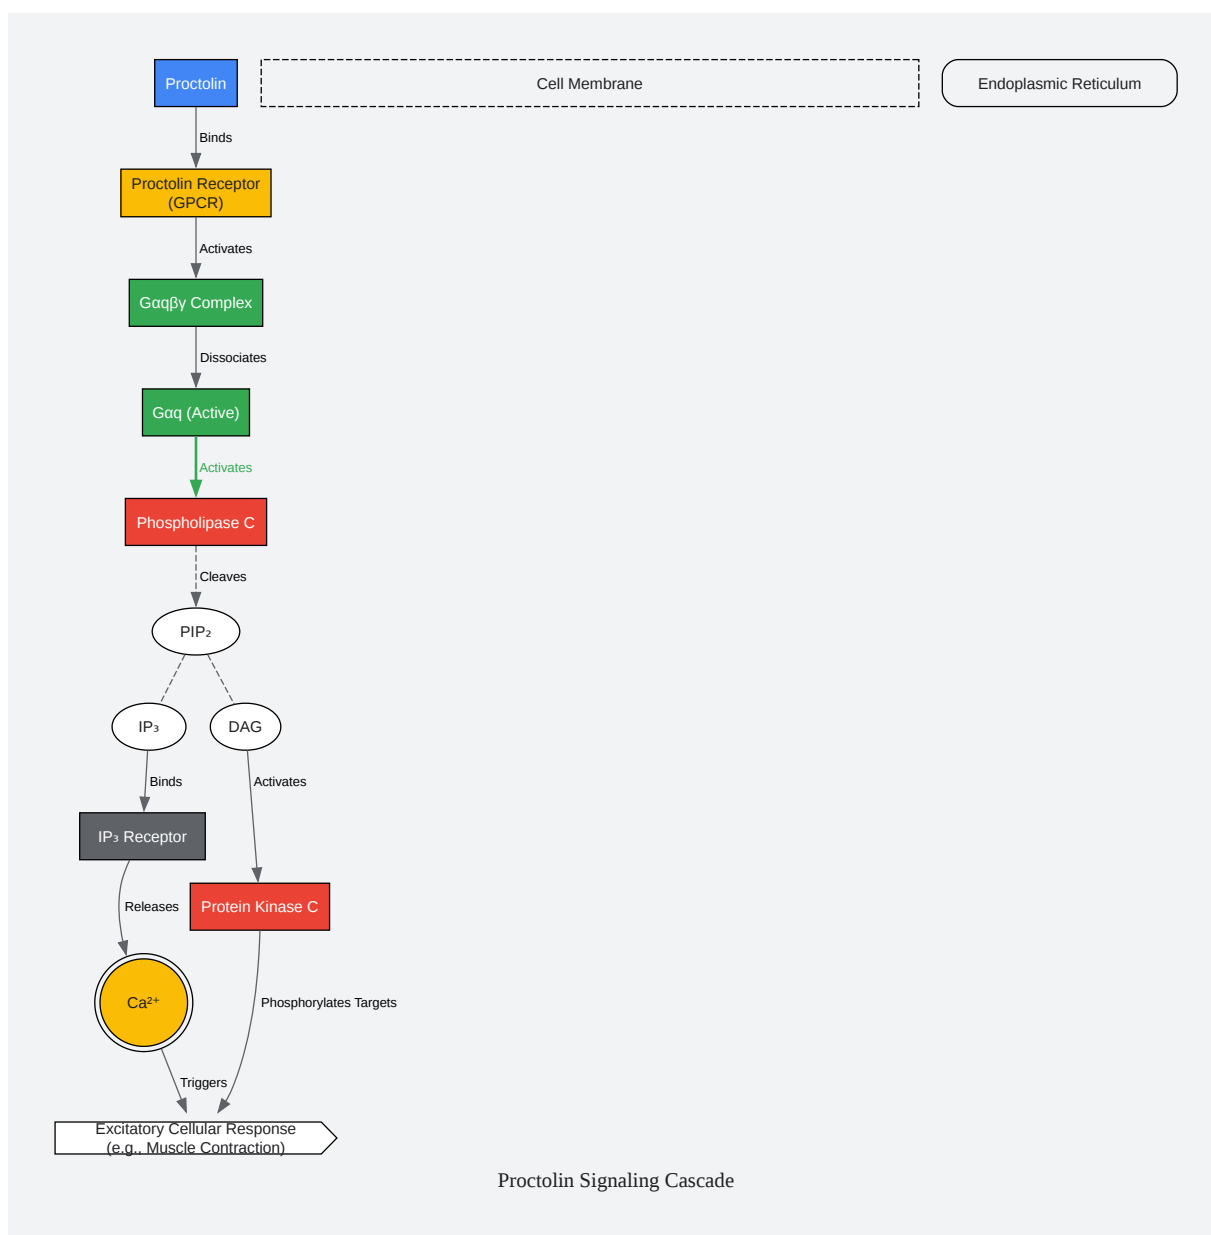 Proctolin
Cell Membrane
Endoplasmic Reticulum
Binds
Proctolin Receptor
(GPCR)
Activates
Gαqβγ Complex
Dissociates
Gαq (Active)
Activates
Phospholipase C
Cleaves
PIP₂
IP₃
DAG
Binds
Activates
IP₃ Receptor
Releases
Protein Kinase C
Ca²⁺
Phosphorylates Targets
Triggers
Excitatory Cellular Response
(e.g., Muscle Contraction)
Proctolin Signaling Cascade